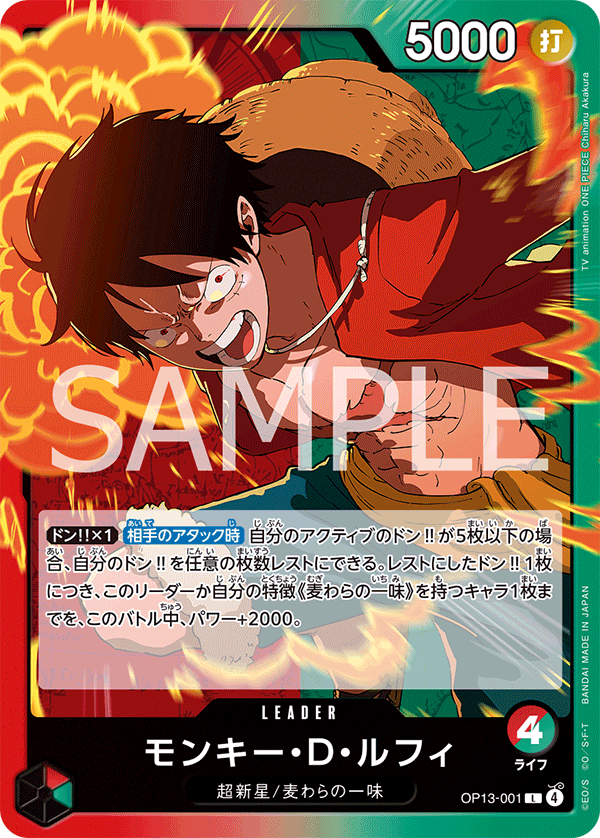 5000 打
TV animation ONE PIECE Chiharu Akakura
SAMPLE
ドン!!×1 相手のアタック時 自分のアクティブのドン!!が5枚以下の場
合、自分のドン!!を任意の枚数レストにできる。レストにしたドン!!1枚
につき、このリーダーか自分の特徴《麦わらの一味》を持つキャラ1枚ま
でを、このバトル中、パワー+2000。
LEADER
モンキー・D・ルフィ
超新星/麦わらの一味
4
ライフ
OP13-001 L 4
©E/S ©O/S・F・T BANDAI MADE IN JAPAN